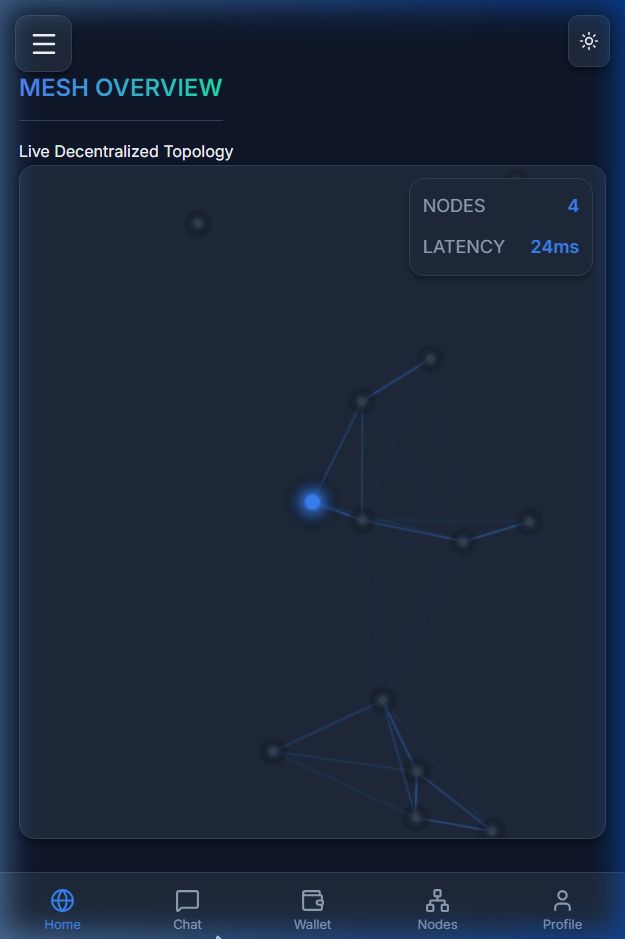 MESH OVERVIEW
Live Decentralized Topology
NODES 4
LATENCY 24ms
Home Chat Wallet Nodes Profile